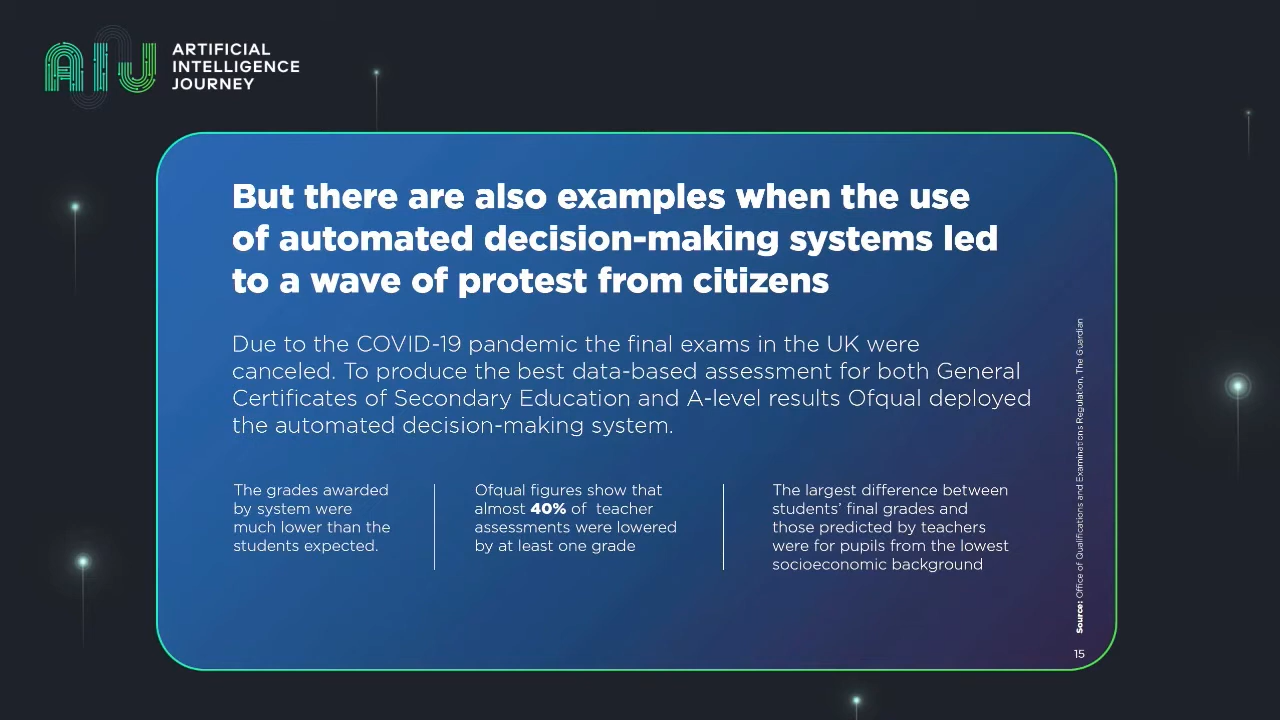 AIJ
ARTIFICIAL
INTELLIGENCE
JOURNEY
But there are also examples when the use
of automated decision-making systems led
to a wave of protest from citizens
Due to the COVID-19 pandemic the final exams in the UK were
canceled. To produce the best data-based assessment for both General
Certificates of Secondary Education and A-level results Ofqual deployed
the automated decision-making system.
The grades awarded
by system were
much lower than the
students expected.
Ofqual figures show that
almost 40% of teacher
assessments were lowered
by at least one grade
The largest difference between
students’ final grades and
those predicted by teachers
were for pupils from the lowest
socioeconomic background
Source: Office of Qualifications and Examinations Regulation, The Guardian
15